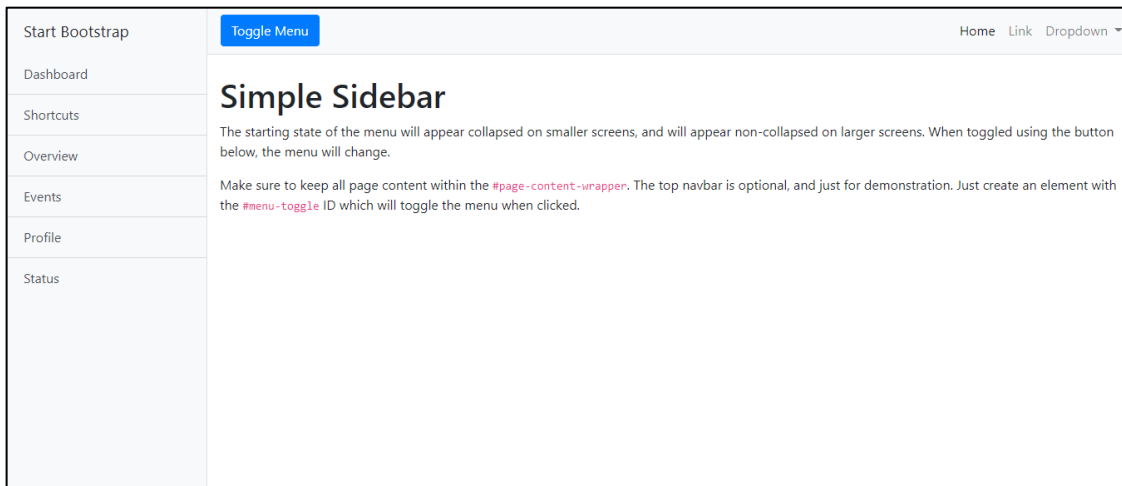 Start Bootstrap
Dashboard
Shortcuts
Overview
Events
Profile
Status
Toggle Menu
Home Link Dropdown
Simple Sidebar
The starting state of the menu will appear collapsed on smaller screens, and will appear non-collapsed on larger screens. When toggled using the button
below, the menu will change.
Make sure to keep all page content within the #page-content-wrapper. The top navbar is optional, and just for demonstration. Just create an element with
the #menu-toggle ID which will toggle the menu when clicked.